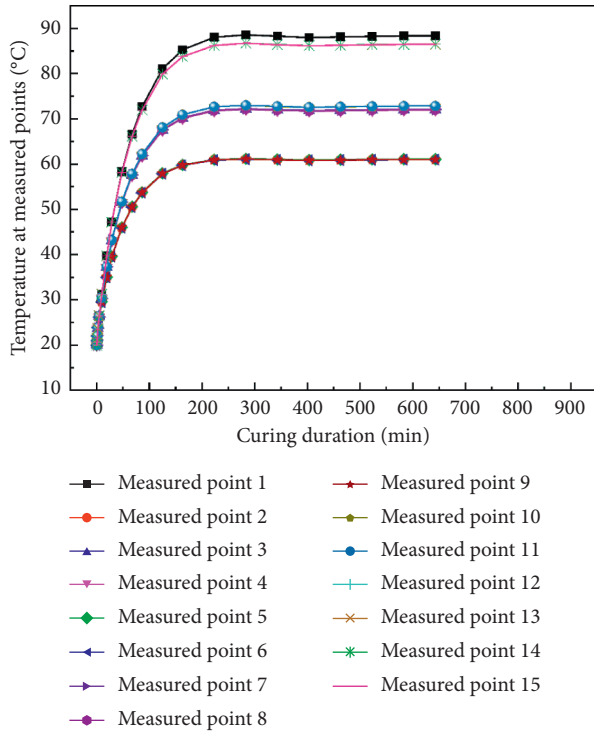 Temperature at measured points (°C)
90
80
70
60
50
40
30
20
10
0 100 200 300 400 500 600 700 800 900
Curing duration (min)
Measured point 1
Measured point 2
Measured point 3
Measured point 4
Measured point 5
Measured point 6
Measured point 7
Measured point 8
Measured point 9
Measured point 10
Measured point 11
Measured point 12
Measured point 13
Measured point 14
Measured point 15